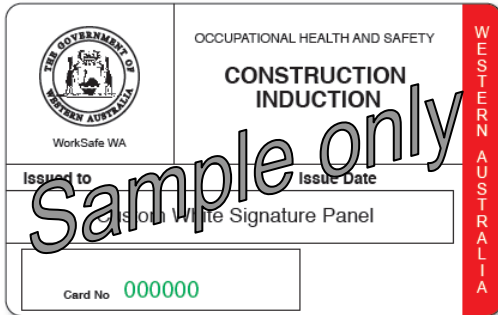 OCCUPATIONAL HEALTH AND SAFETY
CONSTRUCTION
INDUCTION
THE GOVERNMENT OF
WESTERN AUSTRALIA
WorkSafe WA
WESTERN AUSTRALIA
Issued to Issue Date
Sample only
Custom White Signature Panel
Card No 000000